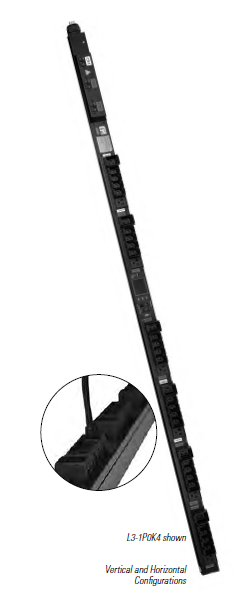 L3-1P0K4 shown
Vertical and Horizontal
Configurations